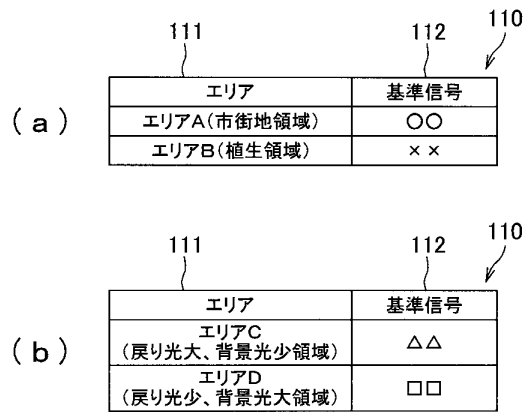 111 112 110
(a)
エリア 基準信号
エリアA(市街地領域) ○○
エリアB(植生領域) ××
111 112 110
(b)
エリア 基準信号
エリアC
(戻り光大、背景光少領域) △△
エリアD
(戻り光少、背景光大領域) □□